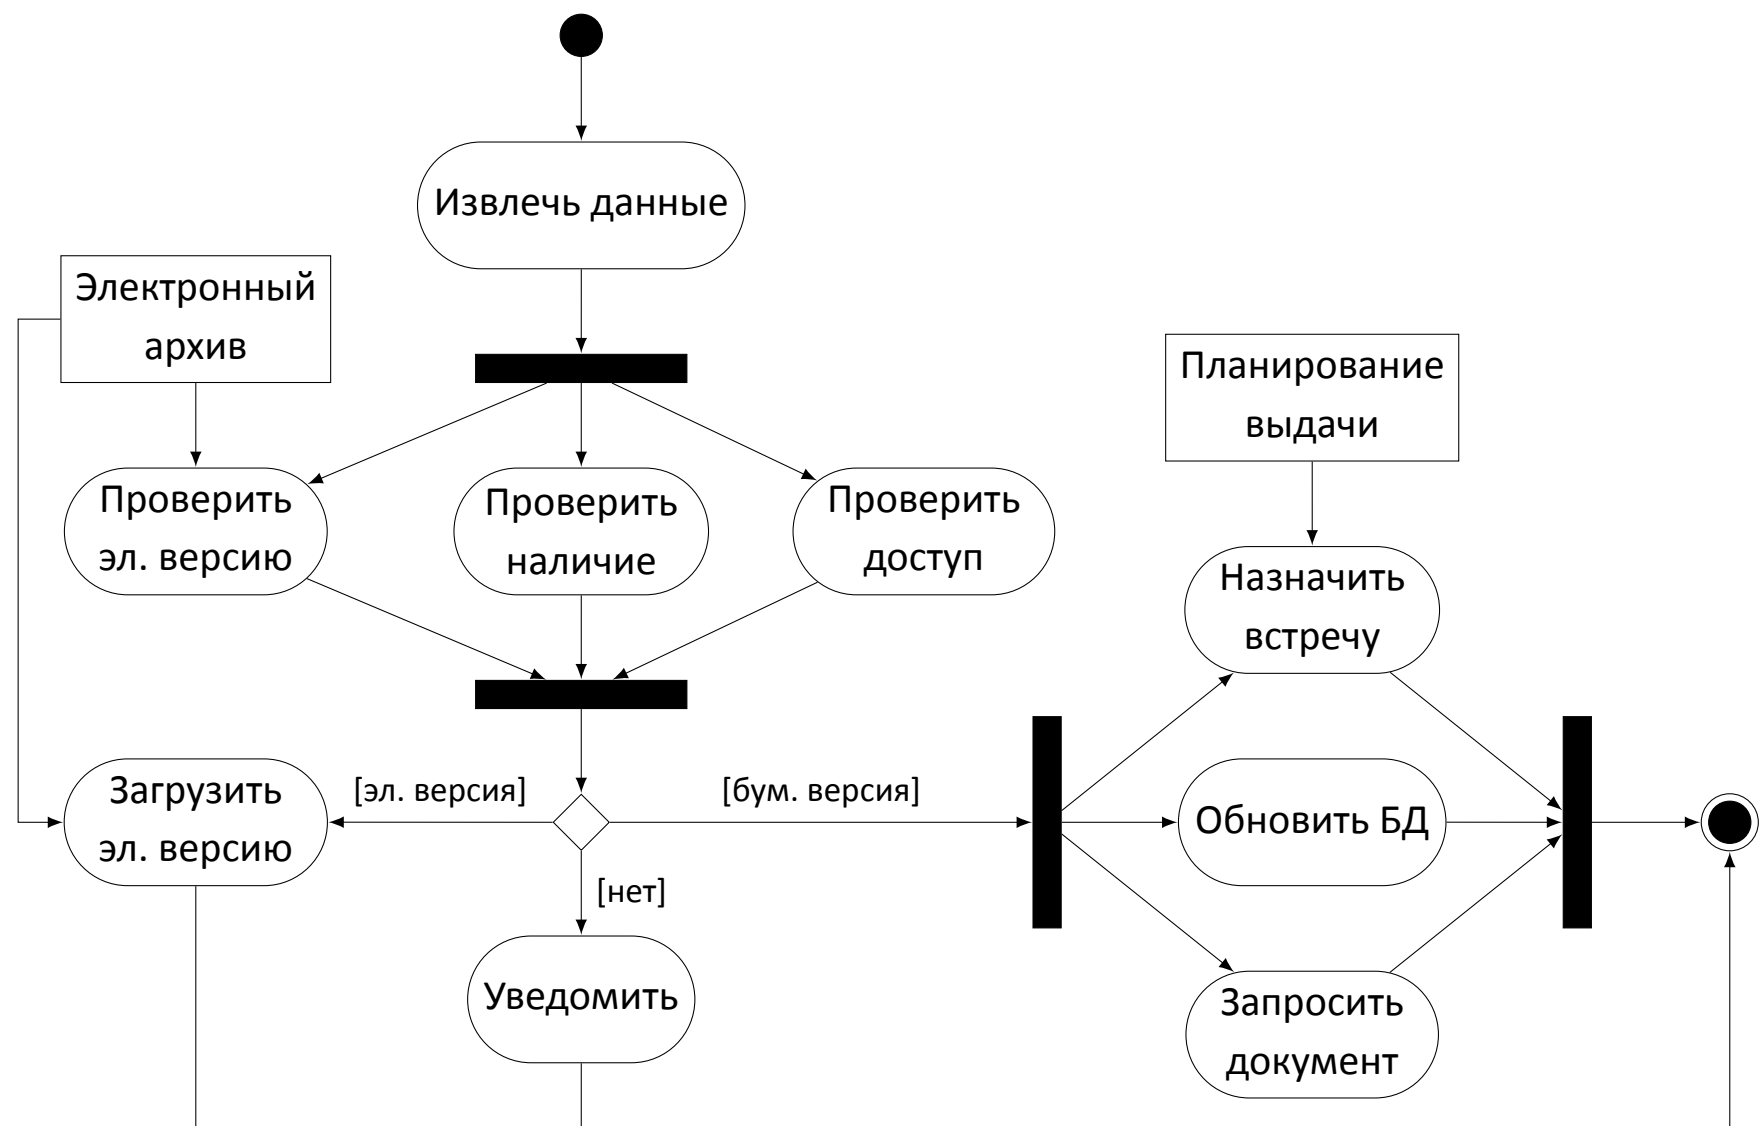 Извлечь данные
Электронный
архив
Планирование
выдачи
Проверить
эл. версию
Проверить
наличие
Проверить
доступ
Назначить
встречу
Загрузить
эл. версию
[эл. версия]
[бум. версия]
Обновить БД
[нет]
Уведомить
Запросить
документ